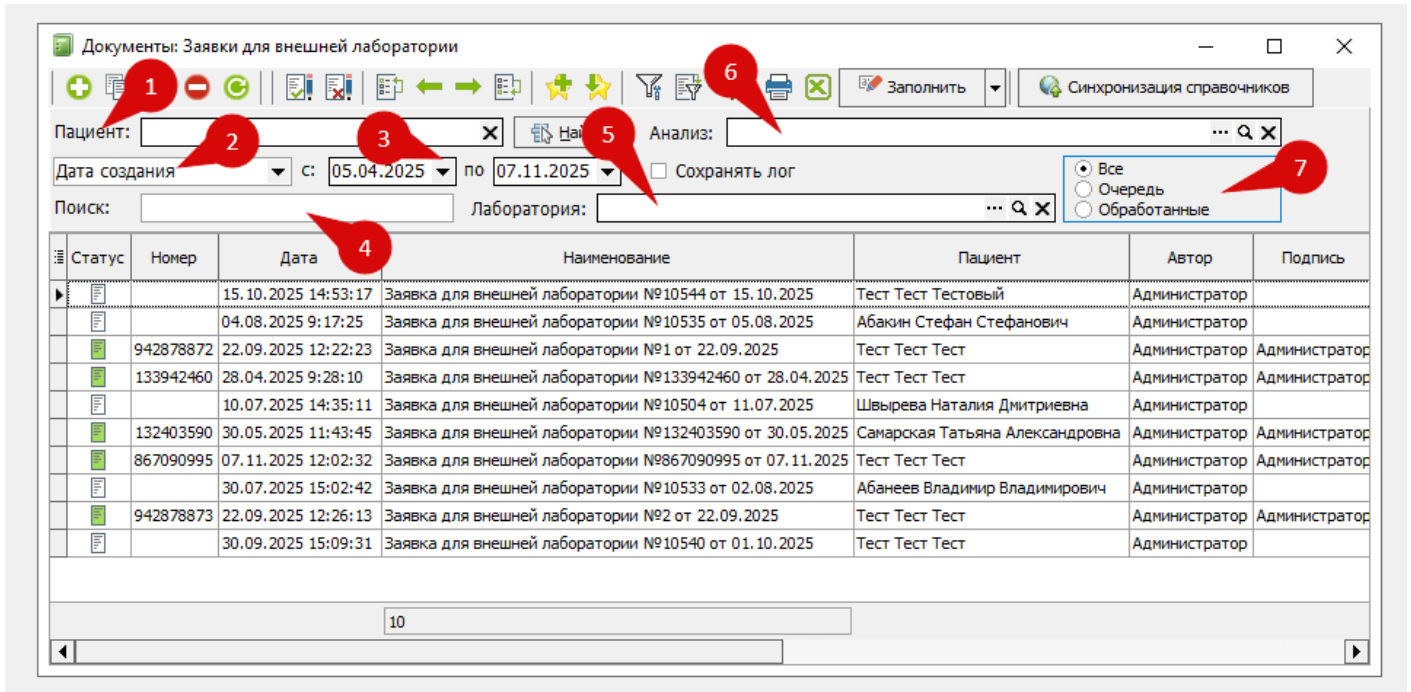 Документы: Заявки для внешней лаборатории
Заполнить Синхронизация справочников
1 6
Пациент: Най Анализ:
2 3 5 7
Дата создания с: 05.04.2025 по 07.11.2025 Сохранять лог Все
Очередь
Поиск: Лаборатория: Обработанные
4
Статус Номер Дата Наименование Пациент Автор Подпись
15.10.2025 14:53:17 Заявка для внешней лаборатории №10544 от 15.10.2025 Тест Тест Тестовый Администратор
04.08.2025 9:17:25 Заявка для внешней лаборатории №10535 от 05.08.2025 Абакин Стефан Стефанович Администратор
942878872 22.09.2025 12:22:23 Заявка для внешней лаборатории №1 от 22.09.2025 Тест Тест Тест Администратор Администратор
133942460 28.04.2025 9:28:10 Заявка для внешней лаборатории №133942460 от 28.04.2025 Тест Тест Тест Администратор Администратор
10.07.2025 14:35:11 Заявка для внешней лаборатории №10504 от 11.07.2025 Швырева Наталия Дмитриевна Администратор
132403590 30.05.2025 11:43:45 Заявка для внешней лаборатории №132403590 от 30.05.2025 Самарская Татьяна Александровна Администратор Администратор
867090995 07.11.2025 12:02:32 Заявка для внешней лаборатории №867090995 от 07.11.2025 Тест Тест Тест Администратор Администратор
30.07.2025 15:02:42 Заявка для внешней лаборатории №10533 от 02.08.2025 Абанеев Владимир Владимирович Администратор
942878873 22.09.2025 12:26:13 Заявка для внешней лаборатории №2 от 22.09.2025 Тест Тест Тест Администратор Администратор
30.09.2025 15:09:31 Заявка для внешней лаборатории №10540 от 01.10.2025 Тест Тест Тест Администратор
10